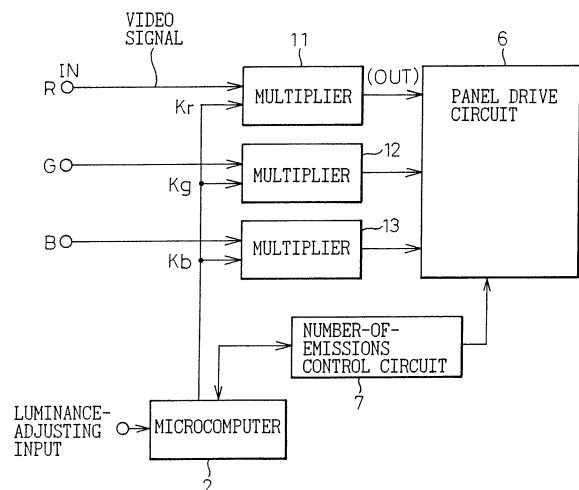 VIDEO
SIGNAL
11
6
IN
R
MULTIPLIER
(OUT)
PANEL DRIVE
CIRCUIT
Kr
12
G
MULTIPLIER
Kg
13
B
MULTIPLIER
Kb
NUMBER-OF-
EMISSIONS
CONTROL CIRCUIT
7
LUMINANCE-
ADJUSTING
INPUT
MICROCOMPUTER
2